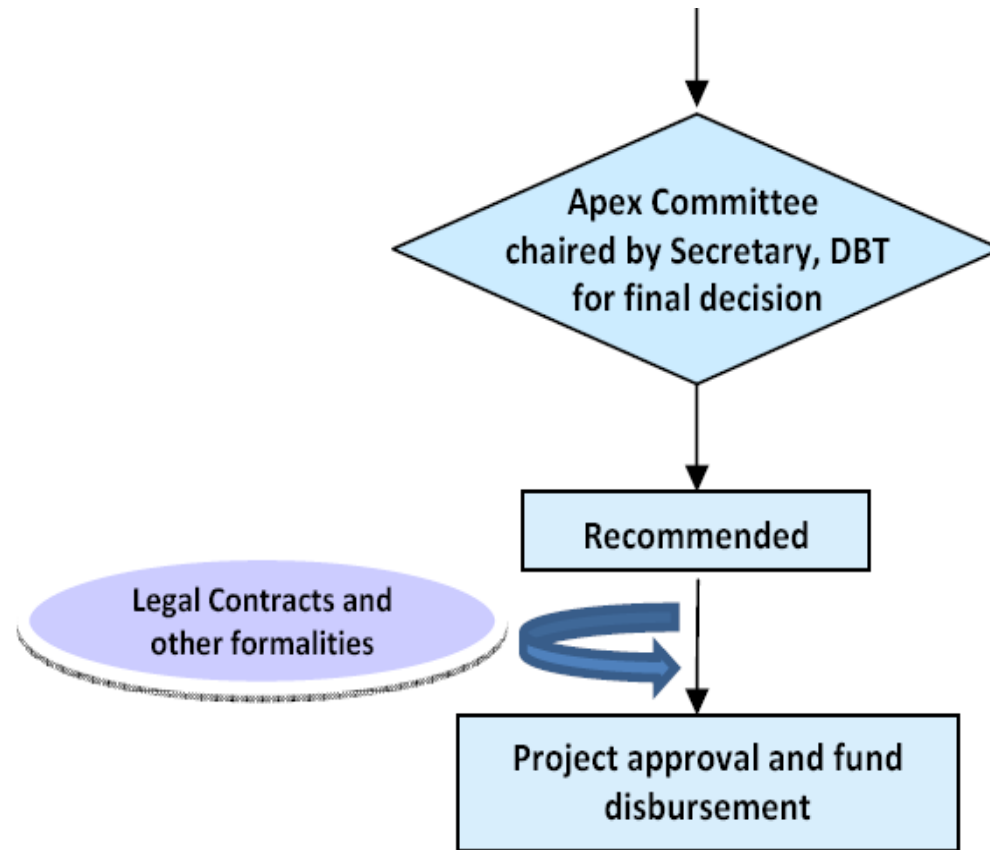 Apex Committee
chaired by Secretary, DBT
for final decision
Recommended
Legal Contracts and
other formalities
Project approval and fund
disbursement